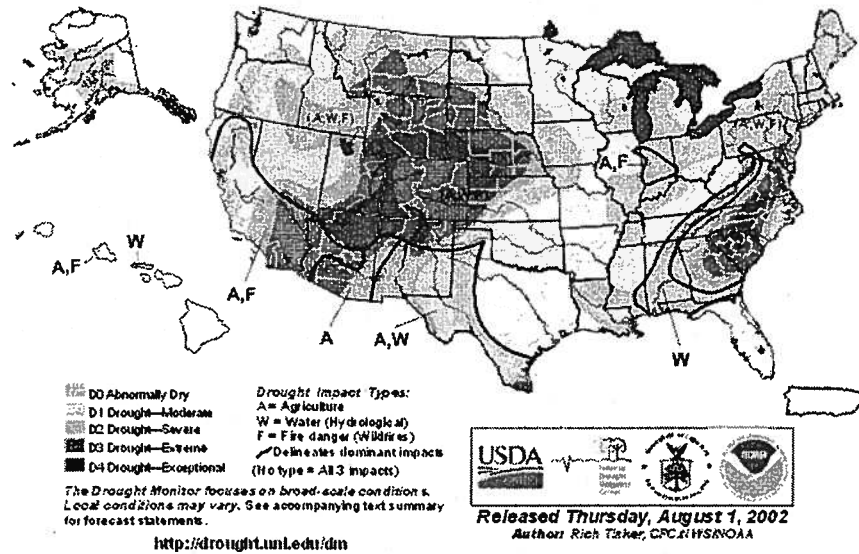 (A,W,F)
A
(A,W,F)
A,F
W
A,F
A,F
A
A,W
W
D0 Abnormally Dry
D1 Drought—Moderate
D2 Drought—Severe
D3 Drought—Extreme
D4 Drought—Exceptional
Drought Impact Types:
A = Agriculture
W = Water (Hydrological)
F = Fire danger (Wildfires)
Delineates dominant impacts
(No type = All 3 impacts)
The Drought Monitor focuses on broad-scale conditions.
Local conditions may vary. See accompanying text summary
for forecast statements.
http://drought.unl.edu/dm
USDA
Released Thursday, August 1, 2002
Author: Rich Tinker, CPC/NWS/NOAA